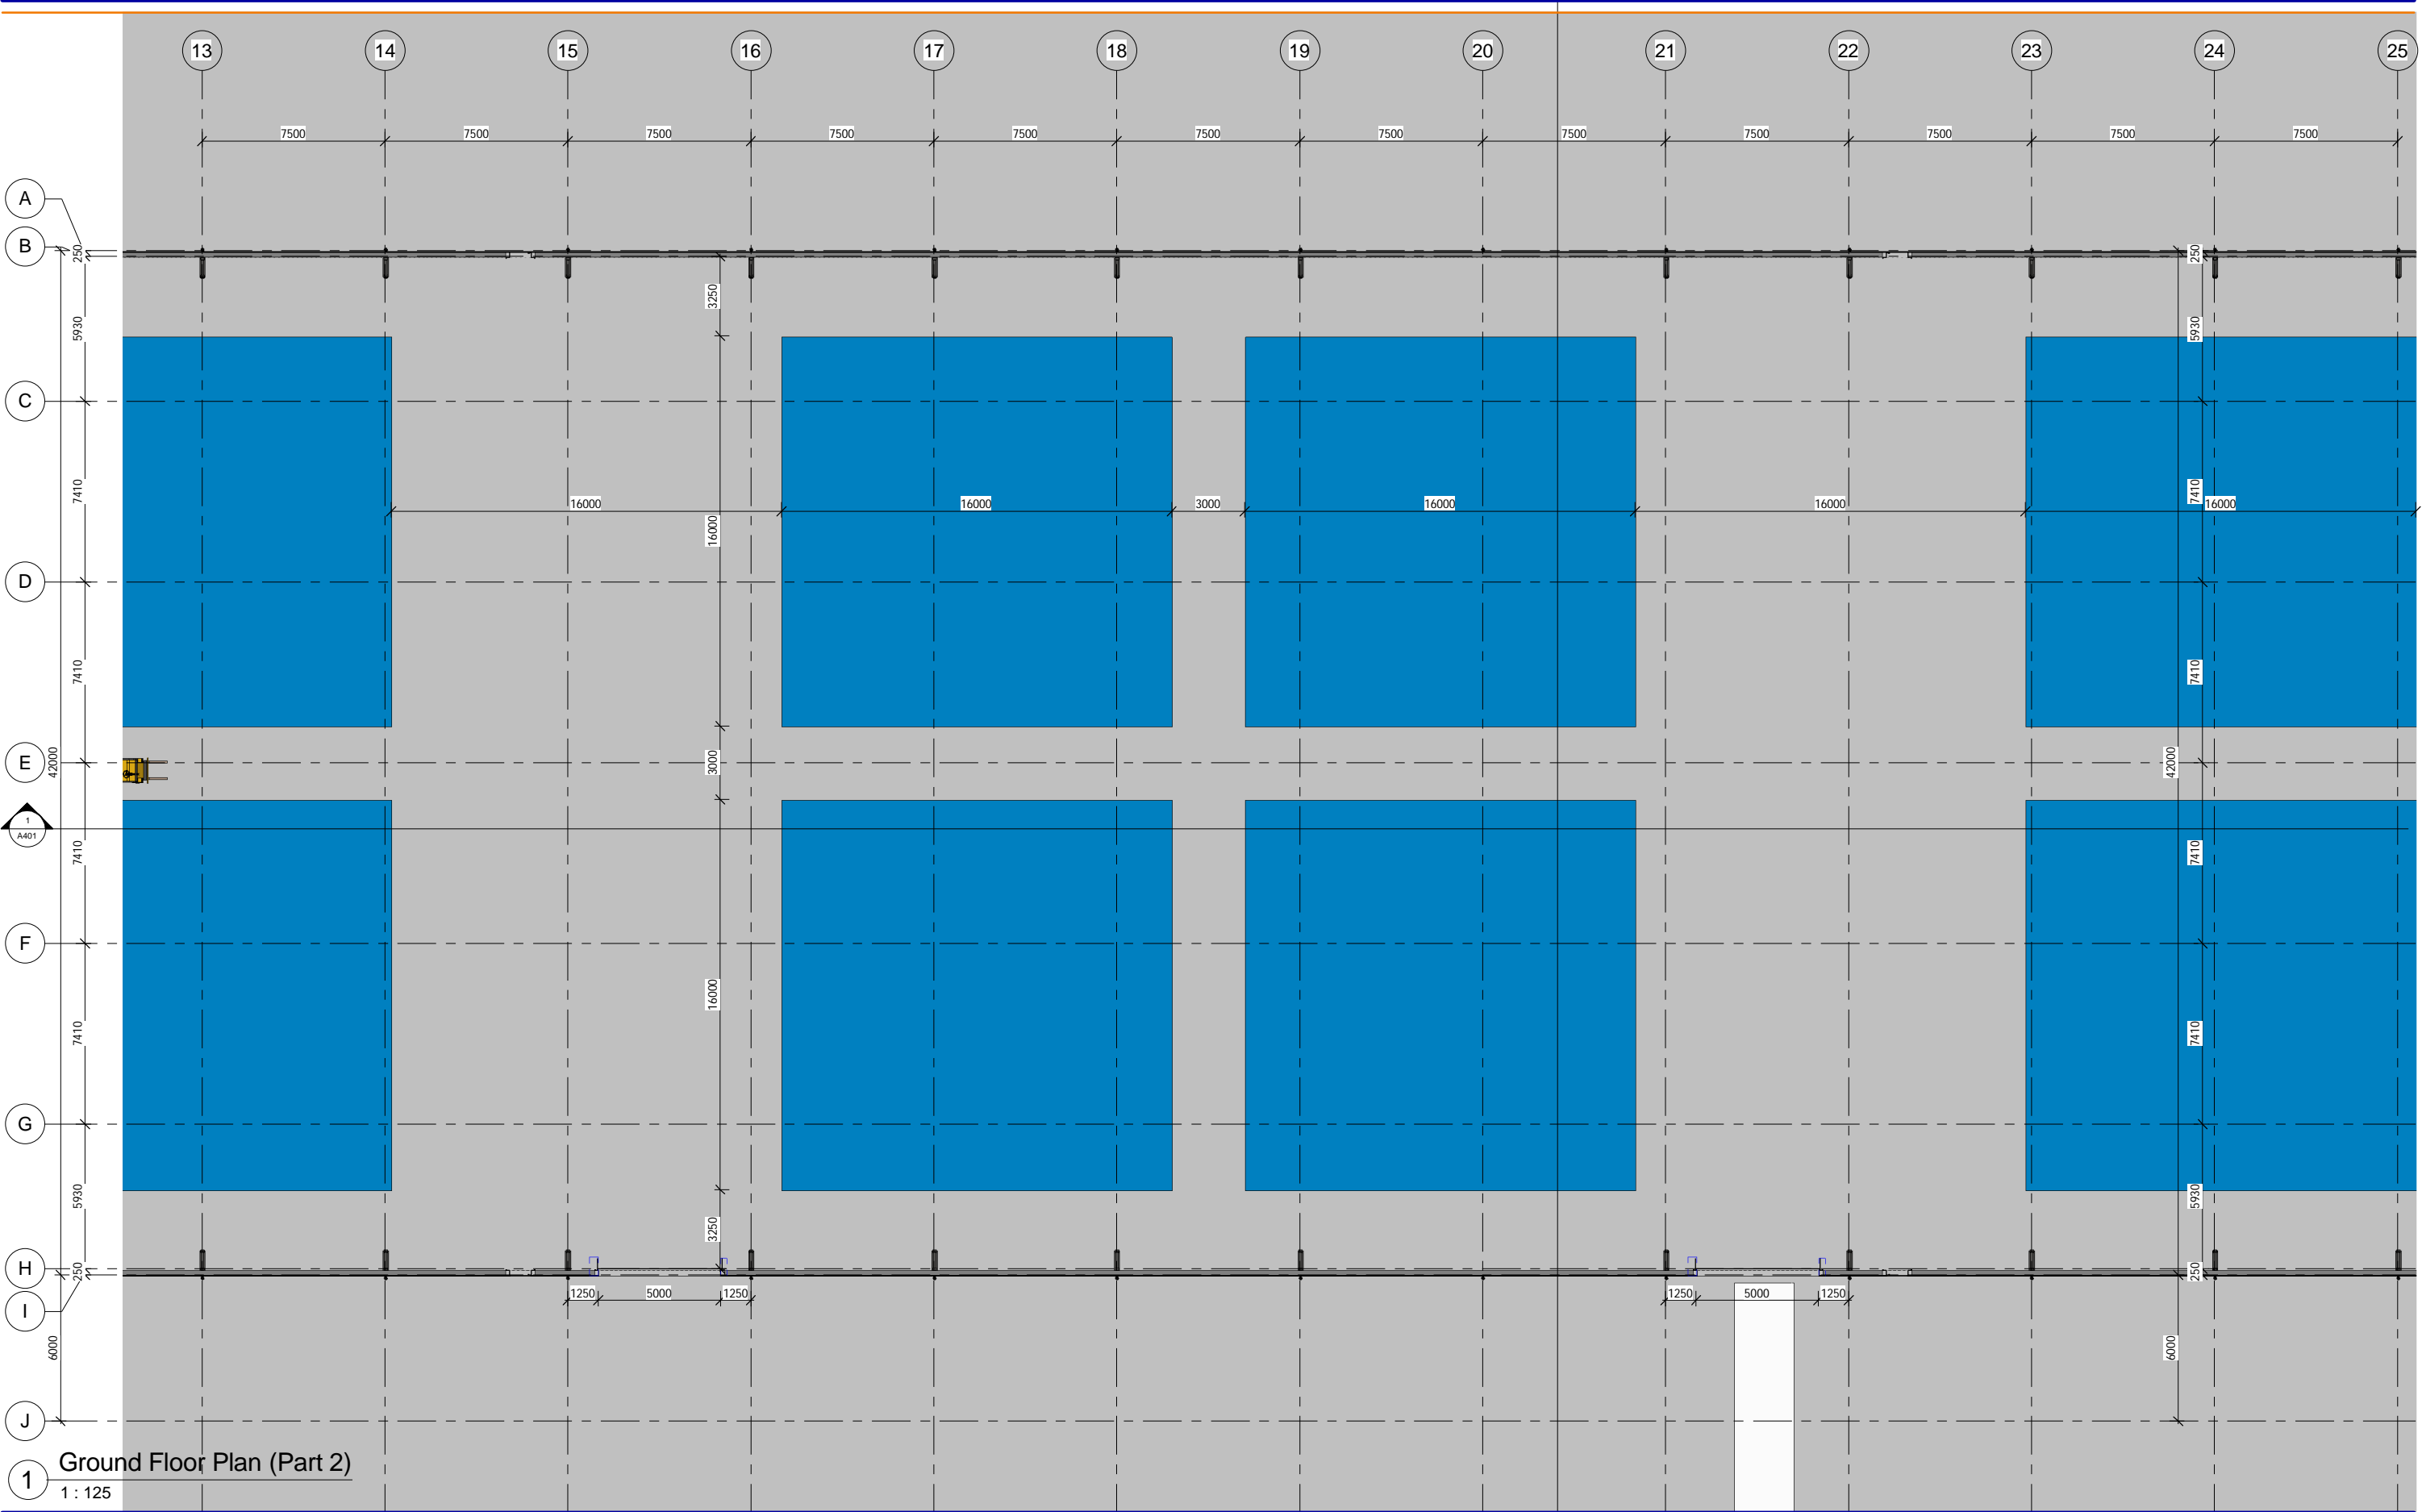 13 14 15 16 17 18 19 20 21 22 23 24 25
7500 7500 7500 7500 7500 7500 7500 7500 7500 7500 7500 7500
A
B
250 250
3250
5930 5930
C
7410 7410
16000 16000 3000 16000 16000 16000
16000
D
7410 7410
E
42000 3000 42000
1
A401
7410 7410
F
16000
7410 7410
G
5930 5930
3250
H
250 250
1250 5000 1250 1250 5000 1250
I
6000 6000
J
Ground Floor Plan (Part 2)
1
1 : 125